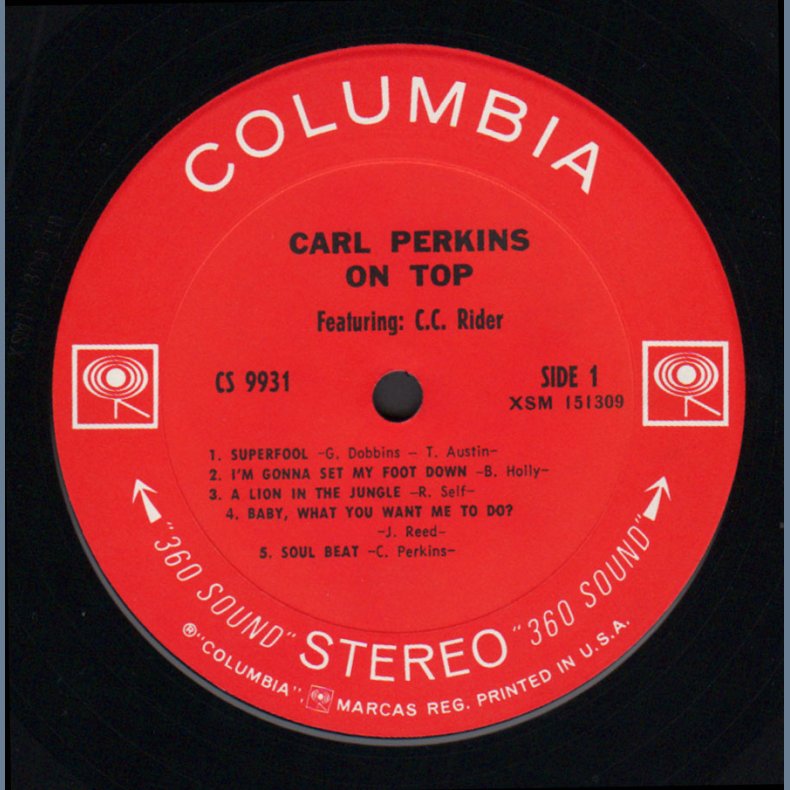 COLUMBIA
CARL PERKINS
ON TOP
Featuring: C.C. Rider
CS 9931
SIDE 1
XSM 151309
1. SUPERFOOL -G. Dobbins - T. Austin-
2. I'M GONNA SET MY FOOT DOWN -B. Holly-
3. A LION IN THE JUNGLE -R. Self-
4. BABY, WHAT YOU WANT ME TO DO?
-J. Reed-
5. SOUL BEAT -C. Perkins-
"360 SOUND" STEREO "360 SOUND"
®"COLUMBIA", MARCAS REG. PRINTED IN U.S.A.